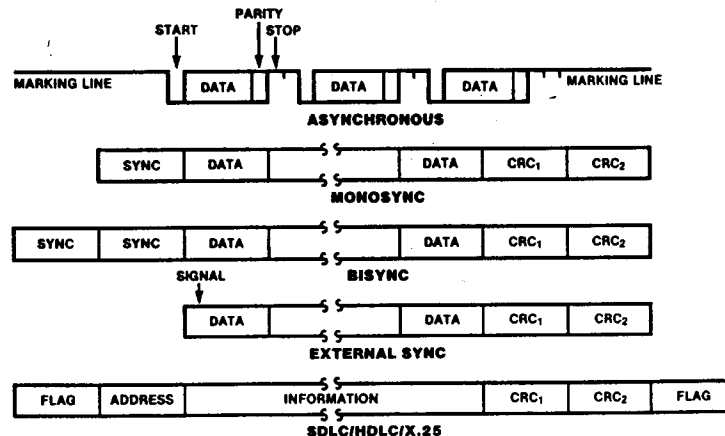 PARITY
START STOP
MARKING LINE DATA DATA DATA MARKING LINE
ASYNCHRONOUS
SYNC DATA DATA CRC1 CRC2
MONOSYNC
SYNC SYNC DATA DATA CRC1 CRC2
BISYNC
SIGNAL
DATA DATA CRC1 CRC2
EXTERNAL SYNC
FLAG ADDRESS INFORMATION CRC1 CRC2 FLAG
SDLC/HDLC/X.25